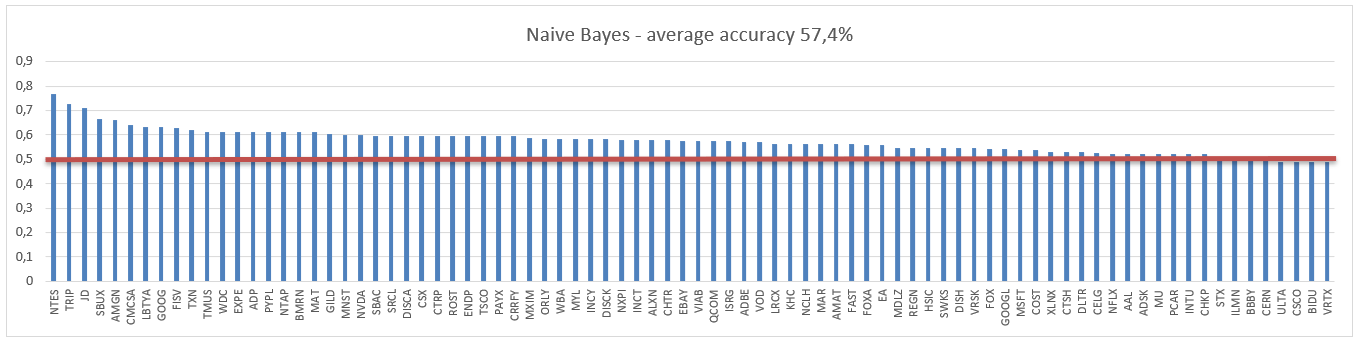 Naive Bayes - average accuracy 57,4%
0,9
0,8
0,7
0,6
0,5
0,4
0,3
0,2
0,1
0
NTES
TRIP
JD
SBUX
AMGN
CMCSA
LBTYA
GOOG
FISV
TXN
TMUS
WDC
EXPE
ADP
PYPL
NTAP
BMRN
MAT
GILD
MNST
NVDA
SBAC
SRCL
DISCA
CSX
CTRP
ROST
ENDP
TSCO
PAYX
CRRFY
MXIM
ORLY
WBA
MYL
INCY
DISCK
NXPI
INCT
ALXN
CHTR
EBAY
VIAB
QCOM
ISRG
ADBE
VOD
LRCX
KHC
NCLH
MAR
AMAT
FAST
FOXA
EA
MDLZ
REGN
HSIC
SWKS
DISH
VRSK
FOX
GOOGL
MSFT
COST
XLNX
CTSH
DLTR
CELG
NFLX
AAL
ADSK
MU
PCAR
INTU
CHKP
STX
ILMN
BBBY
CERN
ULTA
CSCO
BIDU
VRTX